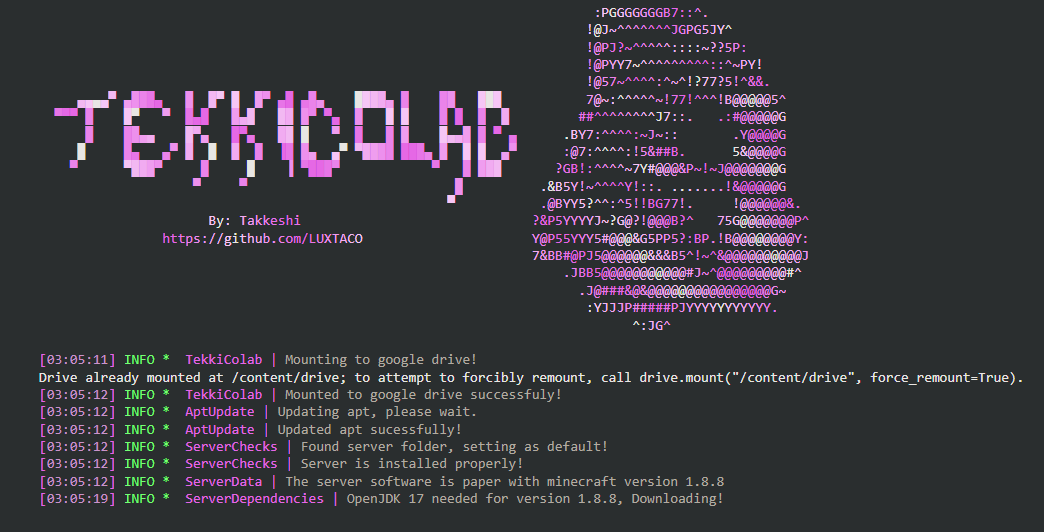 TEKKI DUB
By: Takkeshi
https://github.com/LUXTACO
[03:05:11] INFO * TekkiColab | Mounting to google drive!
Drive already mounted at /content/drive; to attempt to forcibly remount, call drive.mount("/content/drive", force_remount=True).
[03:05:12] INFO * TekkiColab | Mounted to google drive successfuly!
[03:05:12] INFO * AptUpdate | Updating apt, please wait.
[03:05:12] INFO * AptUpdate | Updated apt sucessfully!
[03:05:12] INFO * ServerChecks | Found server folder, setting as default!
[03:05:12] INFO * ServerChecks | Server is installed properly!
[03:05:12] INFO * ServerData | The server software is paper with minecraft version 1.8.8
[03:05:19] INFO * ServerDependencies | OpenJDK 17 needed for version 1.8.8, Downloading!